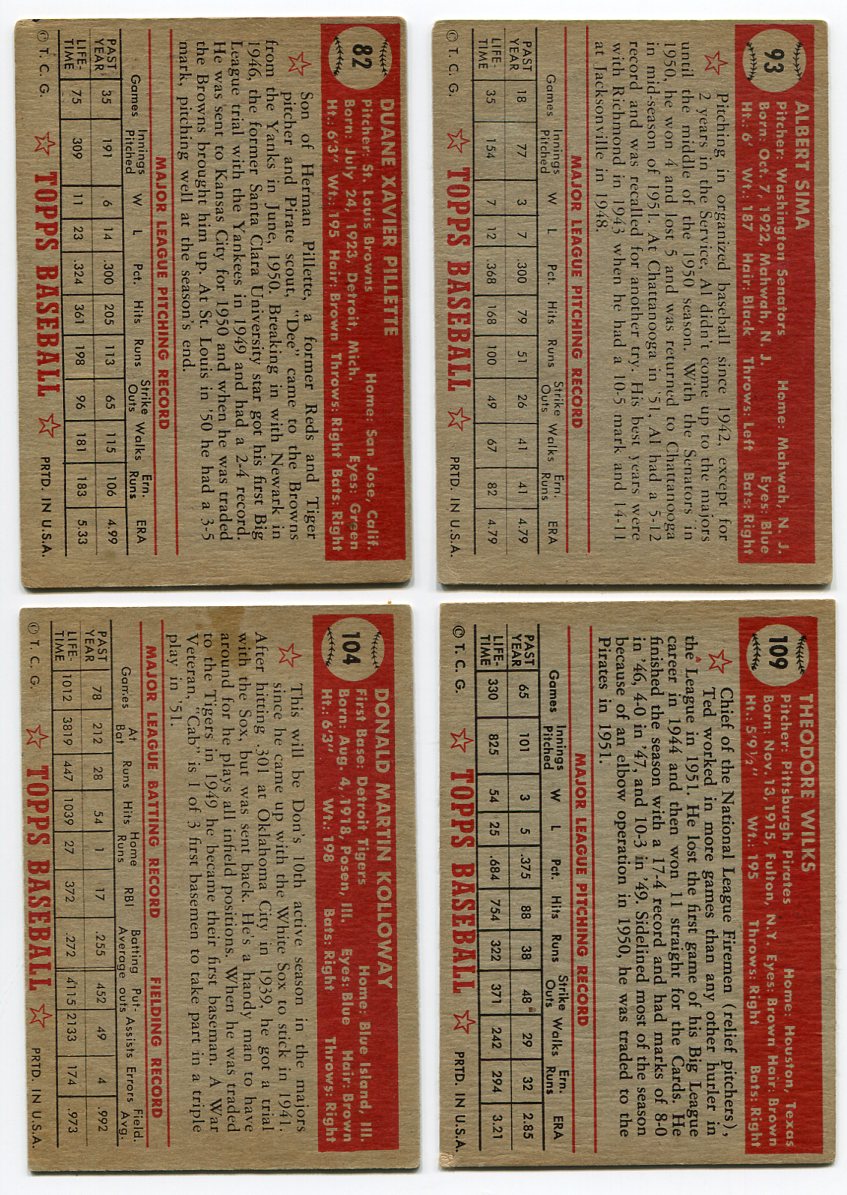 82
DUANE XAVIER PILLETTE
Pitcher: St. Louis Browns Home: San Jose, Calif.
Born: July 24, 1923, Detroit, Mich. Eyes: Green
Ht.: 6'3" Wt.: 195 Hair: Brown Throws: Right Bats: Right
Son of Herman Pillette, a former Reds and Tiger
pitcher and Pirate scout, "Dee" came to the Browns
from the Yanks in June, 1950. Breaking in with Newark in
1946, the former Santa Clara University star got his first Big
League trial with the Yankees in 1949 and had a 2-4 record.
He was sent to Kansas City for 1950 and when he was traded
the Browns brought him up. At St. Louis in '50 he had a 3-5
mark, pitching well at the season's end.
MAJOR LEAGUE PITCHING RECORD
Games Innings Pitched W L Pct. Hits Runs Strike Outs Walks Ern. Runs ERA
PAST YEAR 35 191 6 14 .300 205 113 65 115 106 4.99
LIFE-TIME 75 309 11 23 .324 361 198 96 181 183 5.33
© T. C. G. TOPPS BASEBALL PRTD. IN U.S.A.
93
ALBERT SIMA
Pitcher: Washington Senators Home: Mahwah, N. J.
Born: Oct. 7, 1922, Mahwah, N. J. Eyes: Blue
Ht.: 6' Wt.: 187 Hair: Black Throws: Left Bats: Right
Pitching in organized baseball since 1942, except for
2 years in the Service, Al didn't come up to the majors
until the middle of the 1950 season. With the Senators in
1950, he won 4 and lost 5 and was returned to Chattanooga
in mid-season of 1951. At Chattanooga in '51, Al had a 5-12
record and was recalled for another try. His best years were
with Richmond in 1943 when he had a 10-5 mark and 14-11
at Jacksonville in 1948.
MAJOR LEAGUE PITCHING RECORD
Games Innings Pitched W L Pct. Hits Runs Strike Outs Walks Ern. Runs ERA
PAST YEAR 18 77 3 7 .300 79 51 26 41 41 4.79
LIFE-TIME 35 154 7 12 .368 168 100 49 67 82 4.79
© T. C. G. TOPPS BASEBALL PRTD. IN U.S.A.
104
DONALD MARTIN KOLLOWAY
First Base: Detroit Tigers Home: Blue Island, Ill.
Born: Aug. 4, 1918, Posen, Ill. Eyes: Blue Hair: Brown
Ht.: 6'3" Wt.: 198 Bats: Right Throws: Right
This will be Don's 10th active season in the majors
since he came up with the White Sox to stick in 1941.
After hitting .301 at Oklahoma City in 1939, he got a trial
with the Sox, but was sent back. He's a handy man to have
around for he plays all infield positions. When he was traded
to the Tigers in 1949 he became their first baseman. A War
Veteran, "Cab" is 1 of 3 first basemen to take part in a triple
play in '51.
MAJOR LEAGUE BATTING RECORD FIELDING RECORD
Games At Bat Runs Hits Home Runs RBI Batting Average Put-outs Assists Errors Field. Avg.
PAST YEAR 78 212 28 54 1 17 .255 452 49 4 .992
LIFE-TIME 1012 3819 447 1039 27 372 .272 4115 2133 174 .973
© T. C. G. TOPPS BASEBALL PRTD. IN U.S.A.
109
THEODORE WILKS
Pitcher: Pittsburgh Pirates Home: Houston, Texas
Born: Nov. 13, 1915, Fulton, N.Y. Eyes: Brown Hair: Brown
Ht.: 5'9½" Wt.: 195 Throws: Right Bats: Right
Chief of the National League Firemen (relief pitchers),
Ted worked in more games than any other hurler in
the League in 1951. He lost the first game of his Big League
career in 1944 and then won 11 straight for the Cards. He
finished the season with a 17-4 record and had marks of 8-0
in '46, 4-0 in '47, and 10-3 in '49. Sidelined most of the season
because of an elbow operation in 1950, he was traded to the
Pirates in 1951.
MAJOR LEAGUE PITCHING RECORD
Games Innings Pitched W L Pct. Hits Runs Strike Outs Walks Ern. Runs ERA
PAST YEAR 65 101 3 5 .375 88 38 48 29 32 2.85
LIFE-TIME 330 825 54 25 .684 754 322 371 242 294 3.21
© T. C. G. TOPPS BASEBALL PRTD. IN U.S.A.